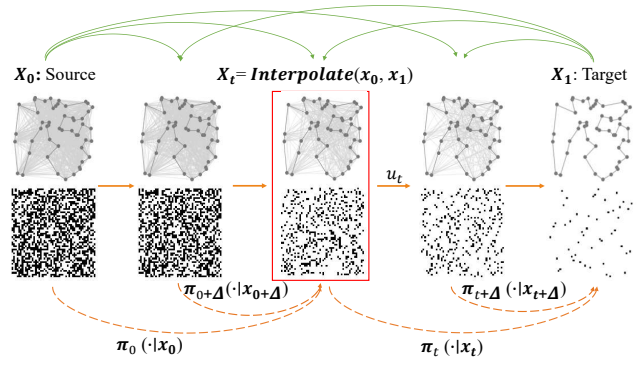 X₀: Source
Xₜ= Interpolate(x₀, x₁)
X₁: Target
uₜ
π₀₊Δ(·|x₀₊Δ)
πₜ₊Δ (·|xₜ₊Δ)
π₀ (·|x₀)
πₜ (·|xₜ)